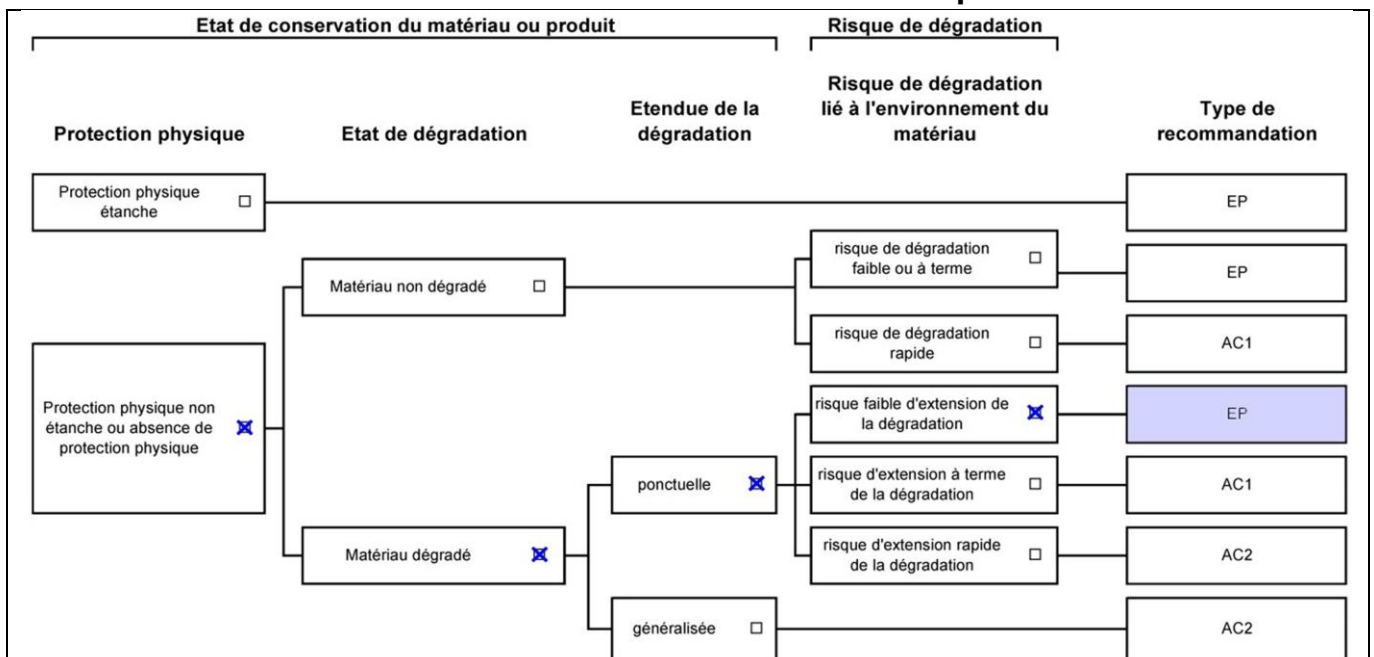 Etat de conservation du matériau ou produit
Risque de dégradation
Protection physique
Etat de dégradation
Etendue de la
dégradation
Risque de dégradation
lié à l'environnement du
matériau
Type de
recommandation
Protection physique
étanche
EP
risque de dégradation
faible ou à terme
EP
Matériau non dégradé
risque de dégradation
rapide
AC1
Protection physique non
étanche ou absence de
protection physique
risque faible d'extension de
la dégradation
EP
ponctuelle
risque d'extension à terme
de la dégradation
AC1
Matériau dégradé
risque d'extension rapide
de la dégradation
AC2
généralisée
AC2